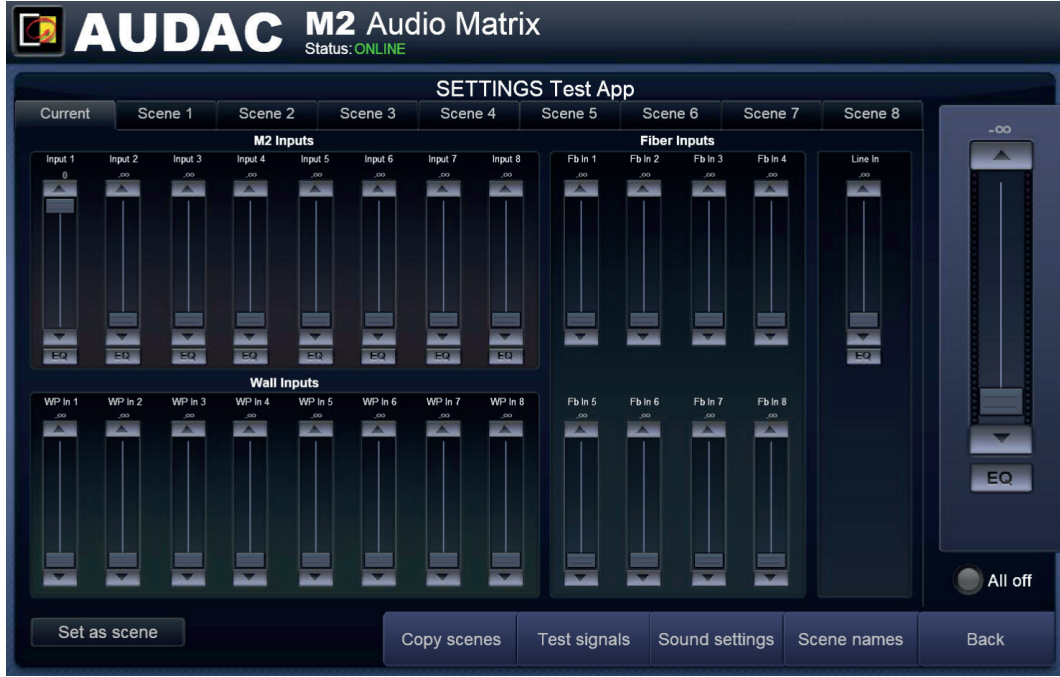 AUDAC M2 Audio Matrix
Status: ONLINE
SETTINGS Test App
Current Scene 1 Scene 2 Scene 3 Scene 4 Scene 5 Scene 6 Scene 7 Scene 8
M2 Inputs
Input 1 Input 2 Input 3 Input 4 Input 5 Input 6 Input 7 Input 8
0 -∞ -∞ -∞ -∞ -∞ -∞ -∞
EQ EQ EQ EQ EQ EQ EQ EQ
Fiber Inputs
Fb In 1 Fb In 2 Fb In 3 Fb In 4
-∞ -∞ -∞ -∞
Line In
-∞
EQ
Wall Inputs
WP In 1 WP In 2 WP In 3 WP In 4 WP In 5 WP In 6 WP In 7 WP In 8
-∞ -∞ -∞ -∞ -∞ -∞ -∞ -∞
Fb In 5 Fb In 6 Fb In 7 Fb In 8
-∞ -∞ -∞ -∞
-∞
EQ
All off
Set as scene
Copy scenes Test signals Sound settings Scene names Back